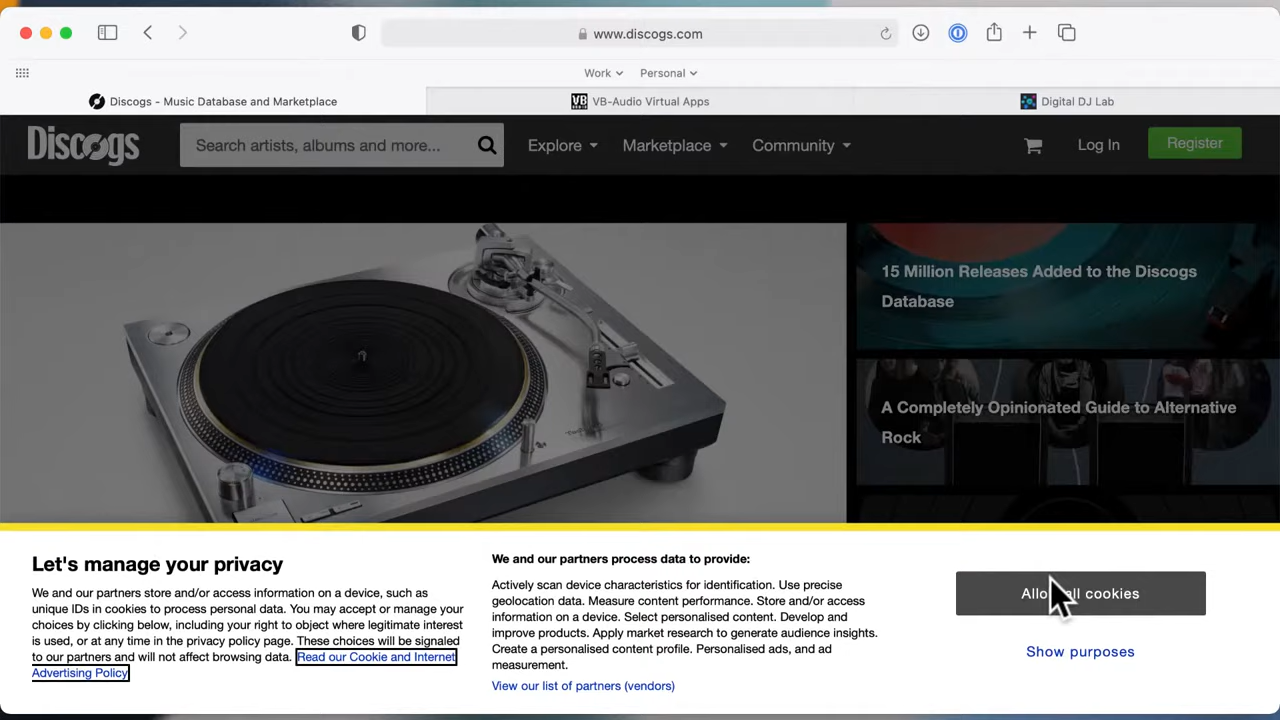 www.discogs.com
Work Personal
Discogs - Music Database and Marketplace VB-Audio Virtual Apps Digital DJ Lab
Discogs Search artists, albums and more... Explore Marketplace Community Log In Register
15 Million Releases Added to the Discogs
Database
A Completely Opinionated Guide to Alternative
Rock
Let's manage your privacy
We and our partners store and/or access information on a device, such as
unique IDs in cookies to process personal data. You may accept or manage your
choices by clicking below, including your right to object where legitimate interest
is used, or at any time in the privacy policy page. These choices will be signaled
to our partners and will not affect browsing data. Read our Cookie and Internet
Advertising Policy
We and our partners process data to provide:
Actively scan device characteristics for identification. Use precise
geolocation data. Measure content performance. Store and/or access
information on a device. Select personalised content. Develop and
improve products. Apply market research to generate audience insights.
Create a personalised content profile. Personalised ads, and ad
measurement.
View our list of partners (vendors)
Allow all cookies
Show purposes